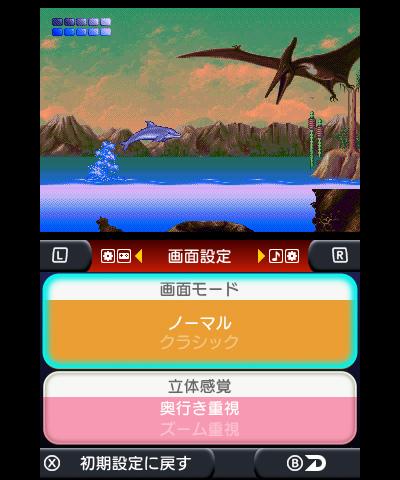 L
画面設定
R
画面モード
ノーマル
クラシック
立体感覚
奥行き重視
ズーム重視
X 初期設定に戻す
B